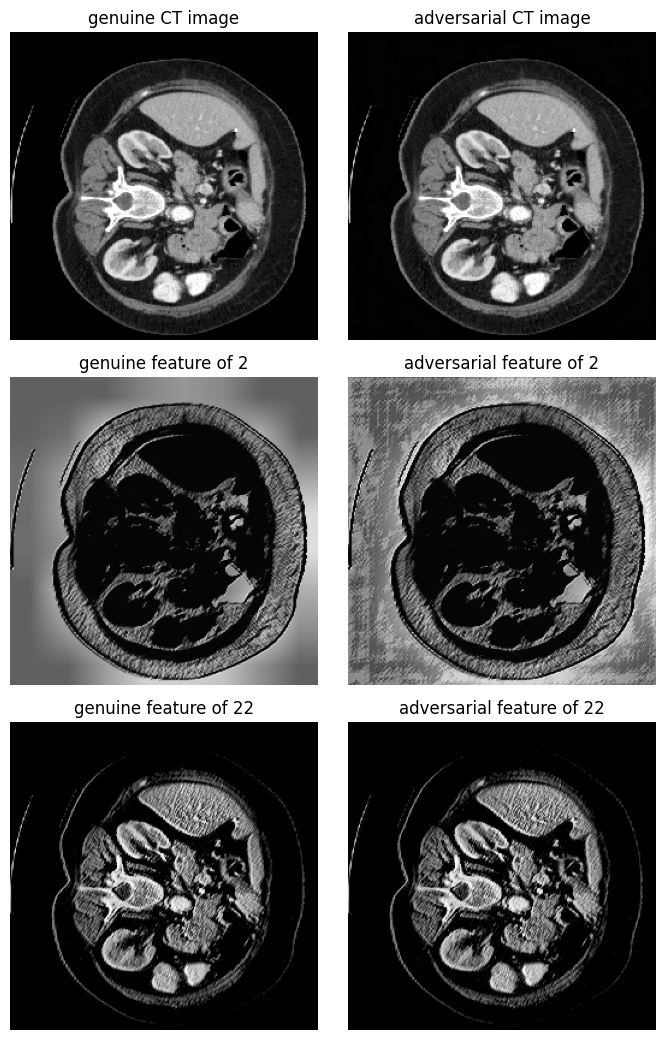 genuine CT image
adversarial CT image
genuine feature of 2
adversarial feature of 2
genuine feature of 22
adversarial feature of 22